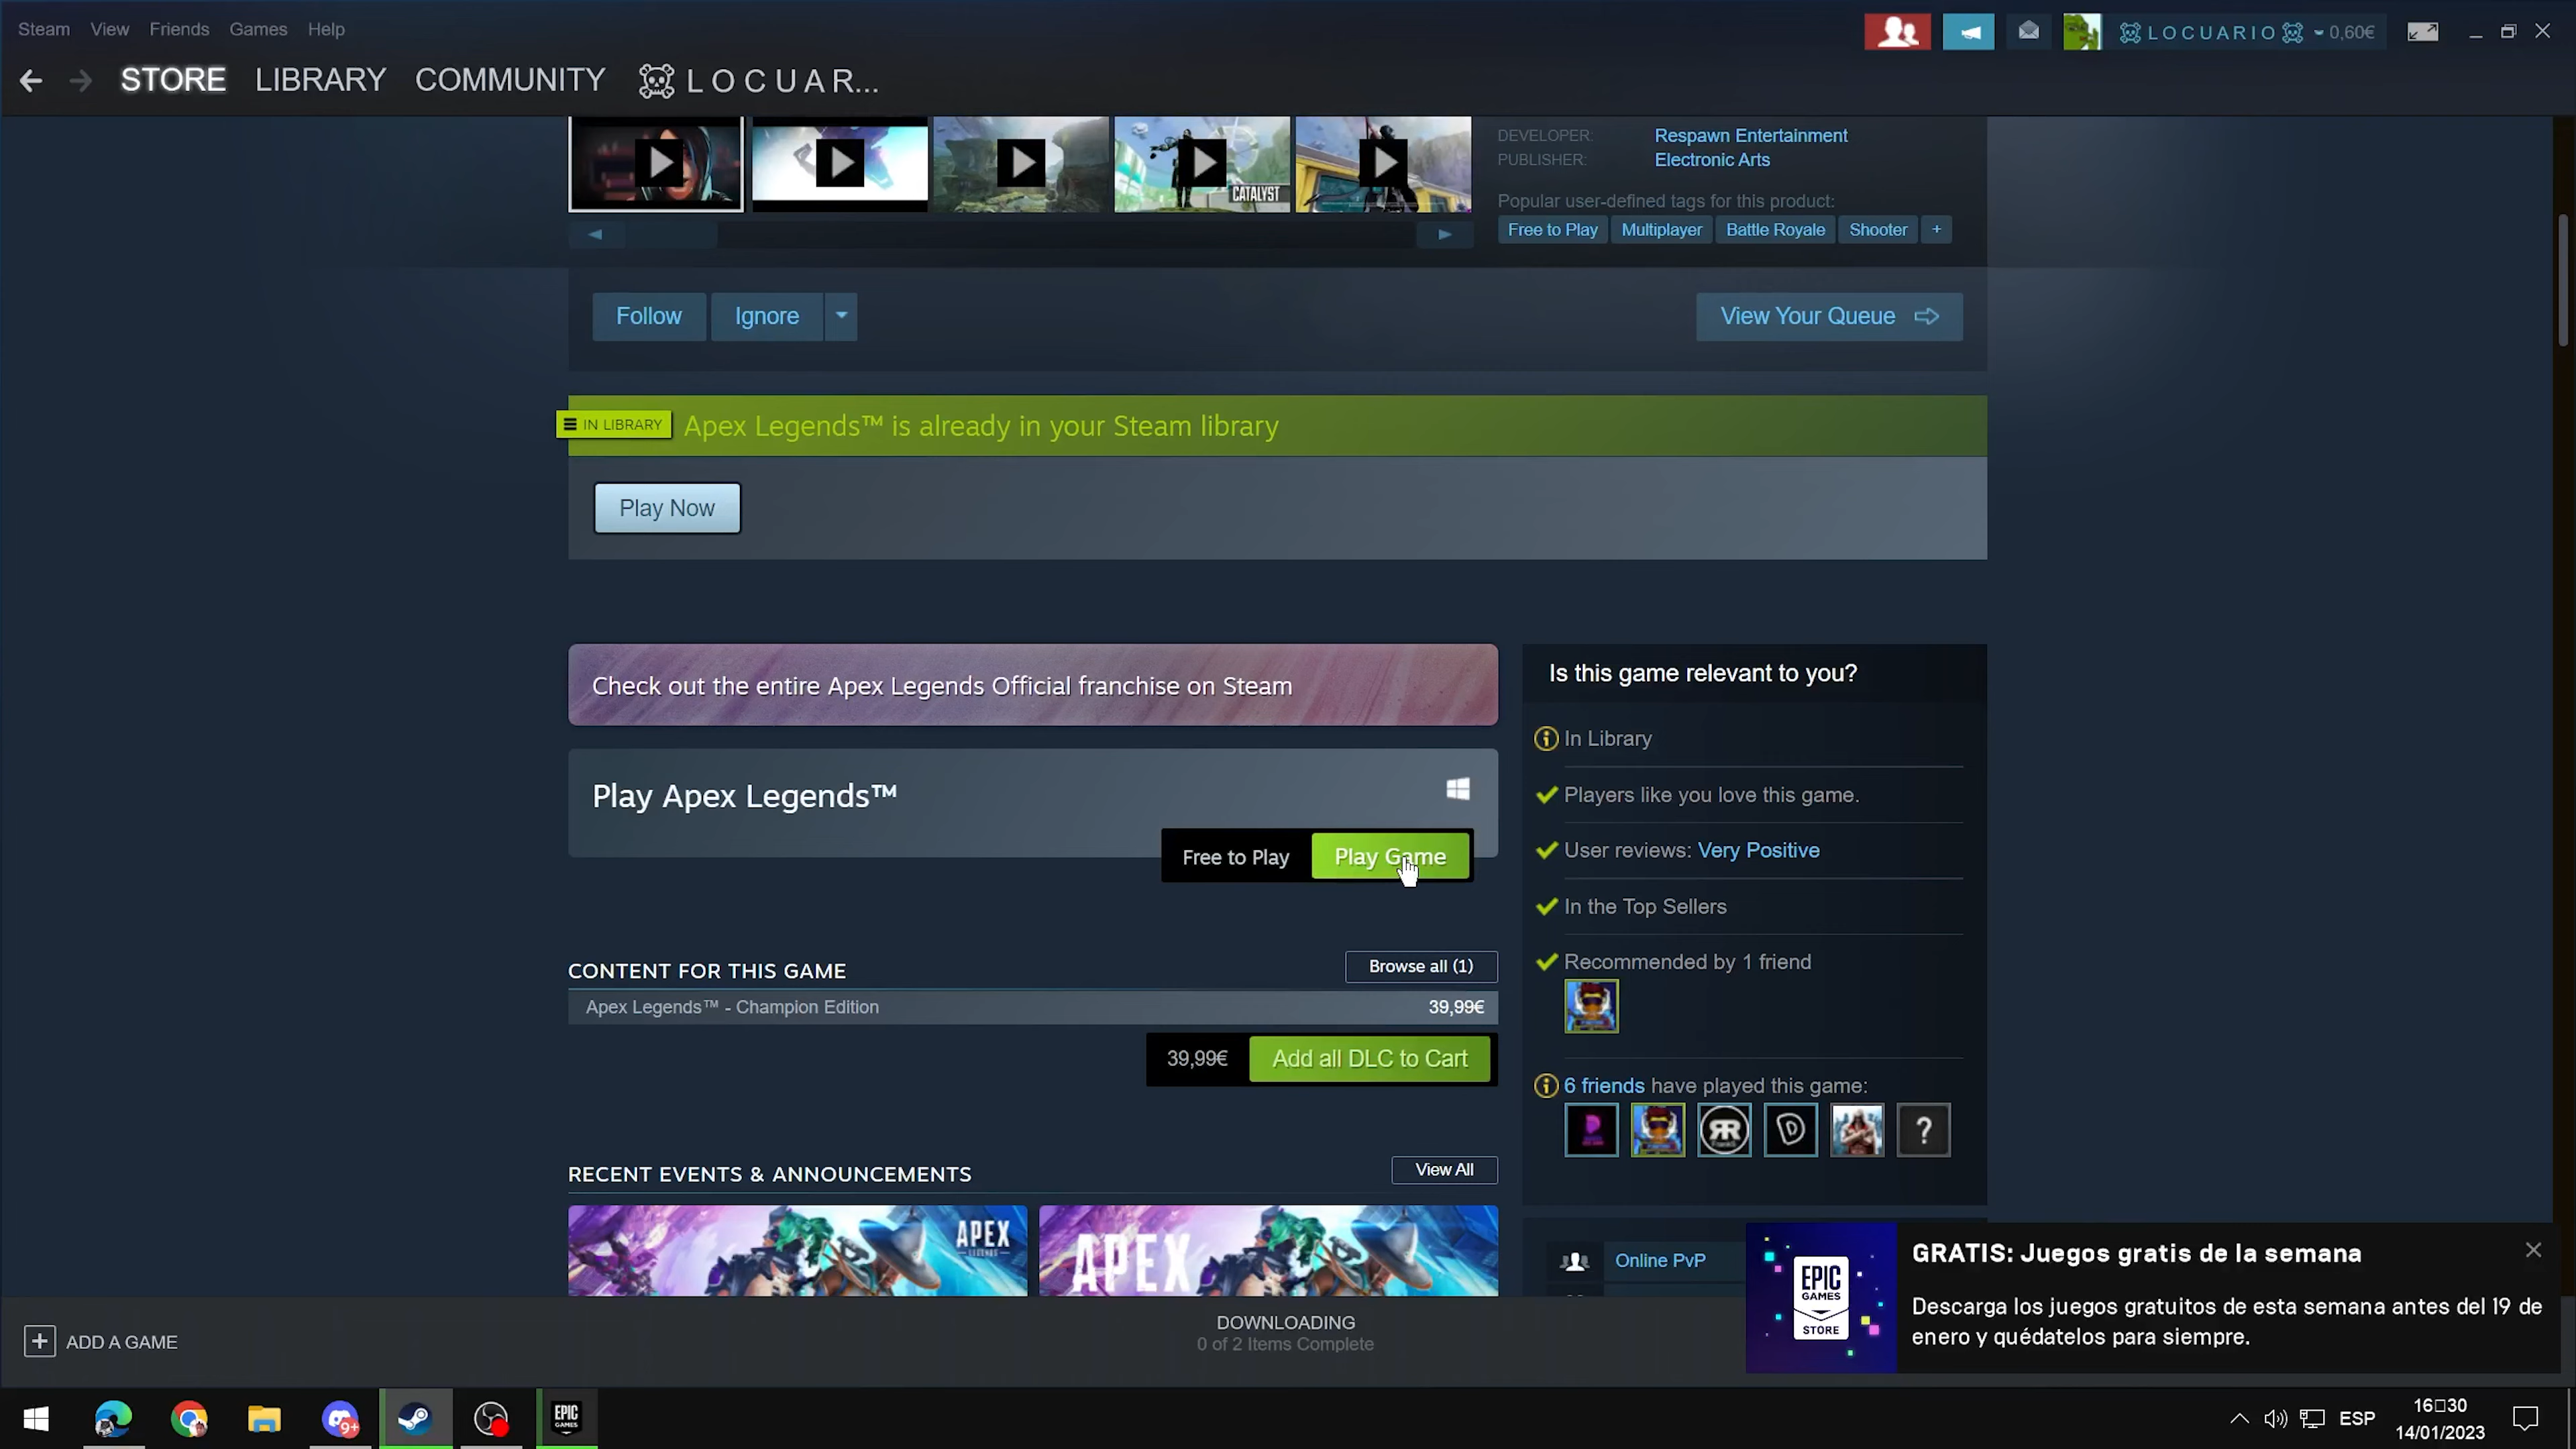 Steam View Friends Games Help
LOCUARIO 0,60€
STORE LIBRARY COMMUNITY LOCUAR...
CATALYST
DEVELOPER: Respawn Entertainment
PUBLISHER: Electronic Arts
Popular user-defined tags for this product:
Free to Play Multiplayer Battle Royale Shooter +
Follow Ignore View Your Queue
IN LIBRARY Apex Legends™ is already in your Steam library
Play Now
Check out the entire Apex Legends Official franchise on Steam
Play Apex Legends™
Free to Play Play Game
CONTENT FOR THIS GAME Browse all (1)
Apex Legends™ - Champion Edition 39,99€
39,99€ Add all DLC to Cart
RECENT EVENTS & ANNOUNCEMENTS View All
APEX
LEGENDS
APEX
Is this game relevant to you?
In Library
Players like you love this game.
User reviews: Very Positive
In the Top Sellers
Recommended by 1 friend
6 friends have played this game:
?
Online PvP
EPIC
GAMES
STORE
GRATIS: Juegos gratis de la semana
Descarga los juegos gratuitos de esta semana antes del 19 de
enero y quédatelos para siempre.
ADD A GAME
DOWNLOADING
0 of 2 Items Complete
9+
EPIC
GAMES
ESP
16□30
14/01/2023